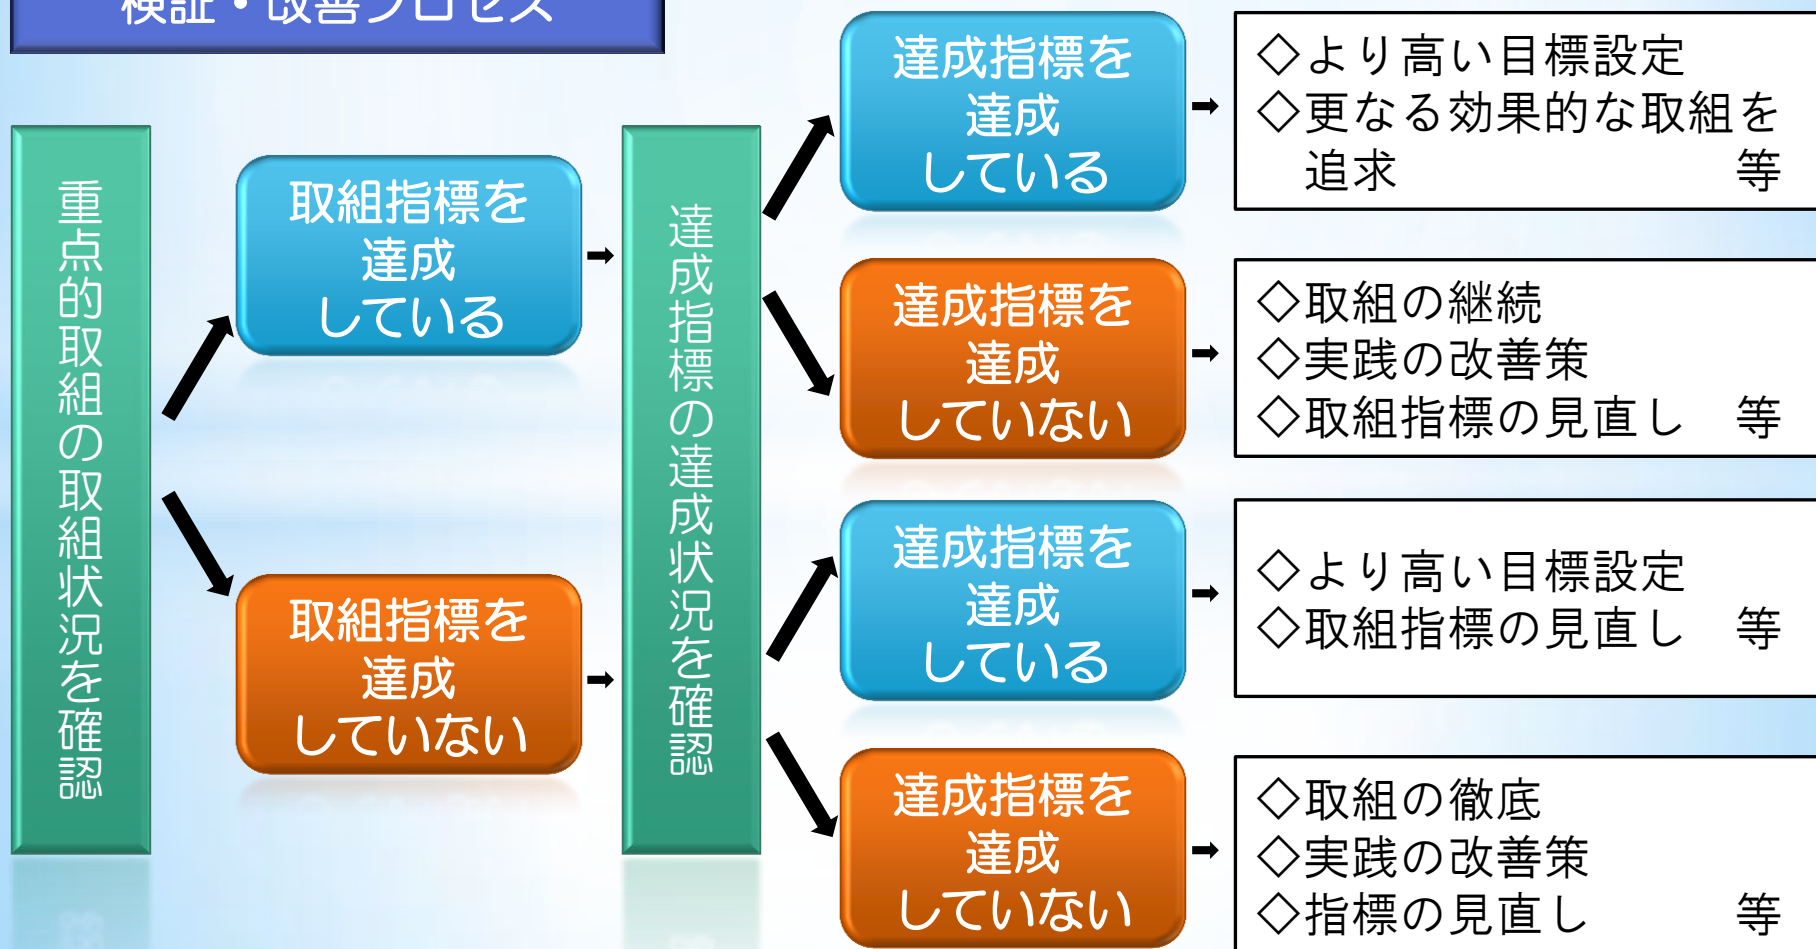 検証・改善プロセス
重点的取組の取組状況を確認
取組指標を
達成
している
取組指標を
達成
していない
達成指標の達成状況を確認
達成指標を
達成
している
◇より高い目標設定
◇更なる効果的な取組を
追求 等
達成指標を
達成
していない
◇取組の継続
◇実践の改善策
◇取組指標の見直し 等
達成指標を
達成
している
◇より高い目標設定
◇取組指標の見直し 等
達成指標を
達成
していない
◇取組の徹底
◇実践の改善策
◇指標の見直し 等